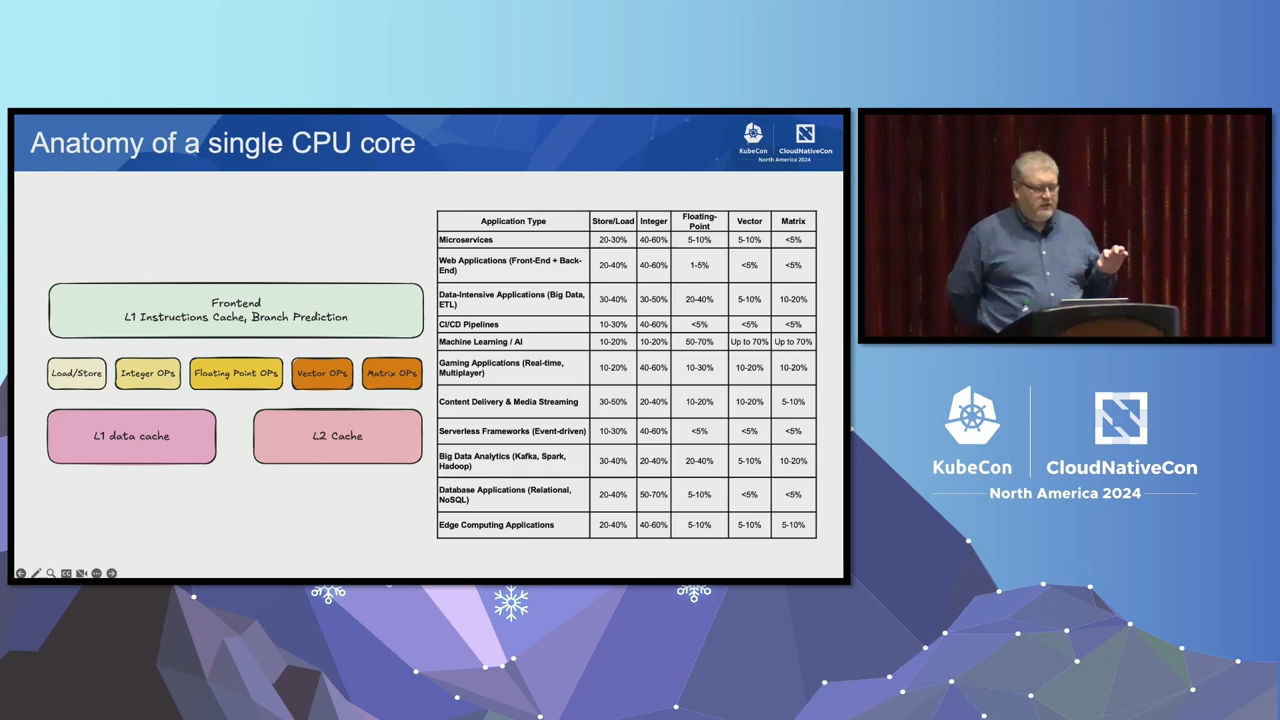 Anatomy of a single CPU core
KubeCon
CloudNativeCon
North America 2024
Frontend
L1 Instructions Cache, Branch Prediction
Load/Store
Integer OPs
Floating Point OPs
Vector OPs
Matrix OPs
L1 data cache
L2 Cache
Application Type Store/Load Integer Floating-Point Vector Matrix
Microservices 20-30% 40-60% 5-10% 5-10% <5%
Web Applications (Front-End + Back-End) 20-40% 40-60% 1-5% <5% <5%
Data-Intensive Applications (Big Data, ETL) 30-40% 30-50% 20-40% 5-10% 10-20%
CI/CD Pipelines 10-30% 40-60% <5% <5% <5%
Machine Learning / AI 10-20% 10-20% 50-70% Up to 70% Up to 70%
Gaming Applications (Real-time, Multiplayer) 10-20% 40-60% 10-30% 10-20% 10-20%
Content Delivery & Media Streaming 30-50% 20-40% 10-20% 10-20% 5-10%
Serverless Frameworks (Event-driven) 10-30% 40-60% <5% <5% <5%
Big Data Analytics (Kafka, Spark, Hadoop) 30-40% 20-40% 20-40% 5-10% 10-20%
Database Applications (Relational, NoSQL) 20-40% 50-70% 5-10% <5% <5%
Edge Computing Applications 20-40% 40-60% 5-10% 5-10% 5-10%
KubeCon
CloudNativeCon
North America 2024